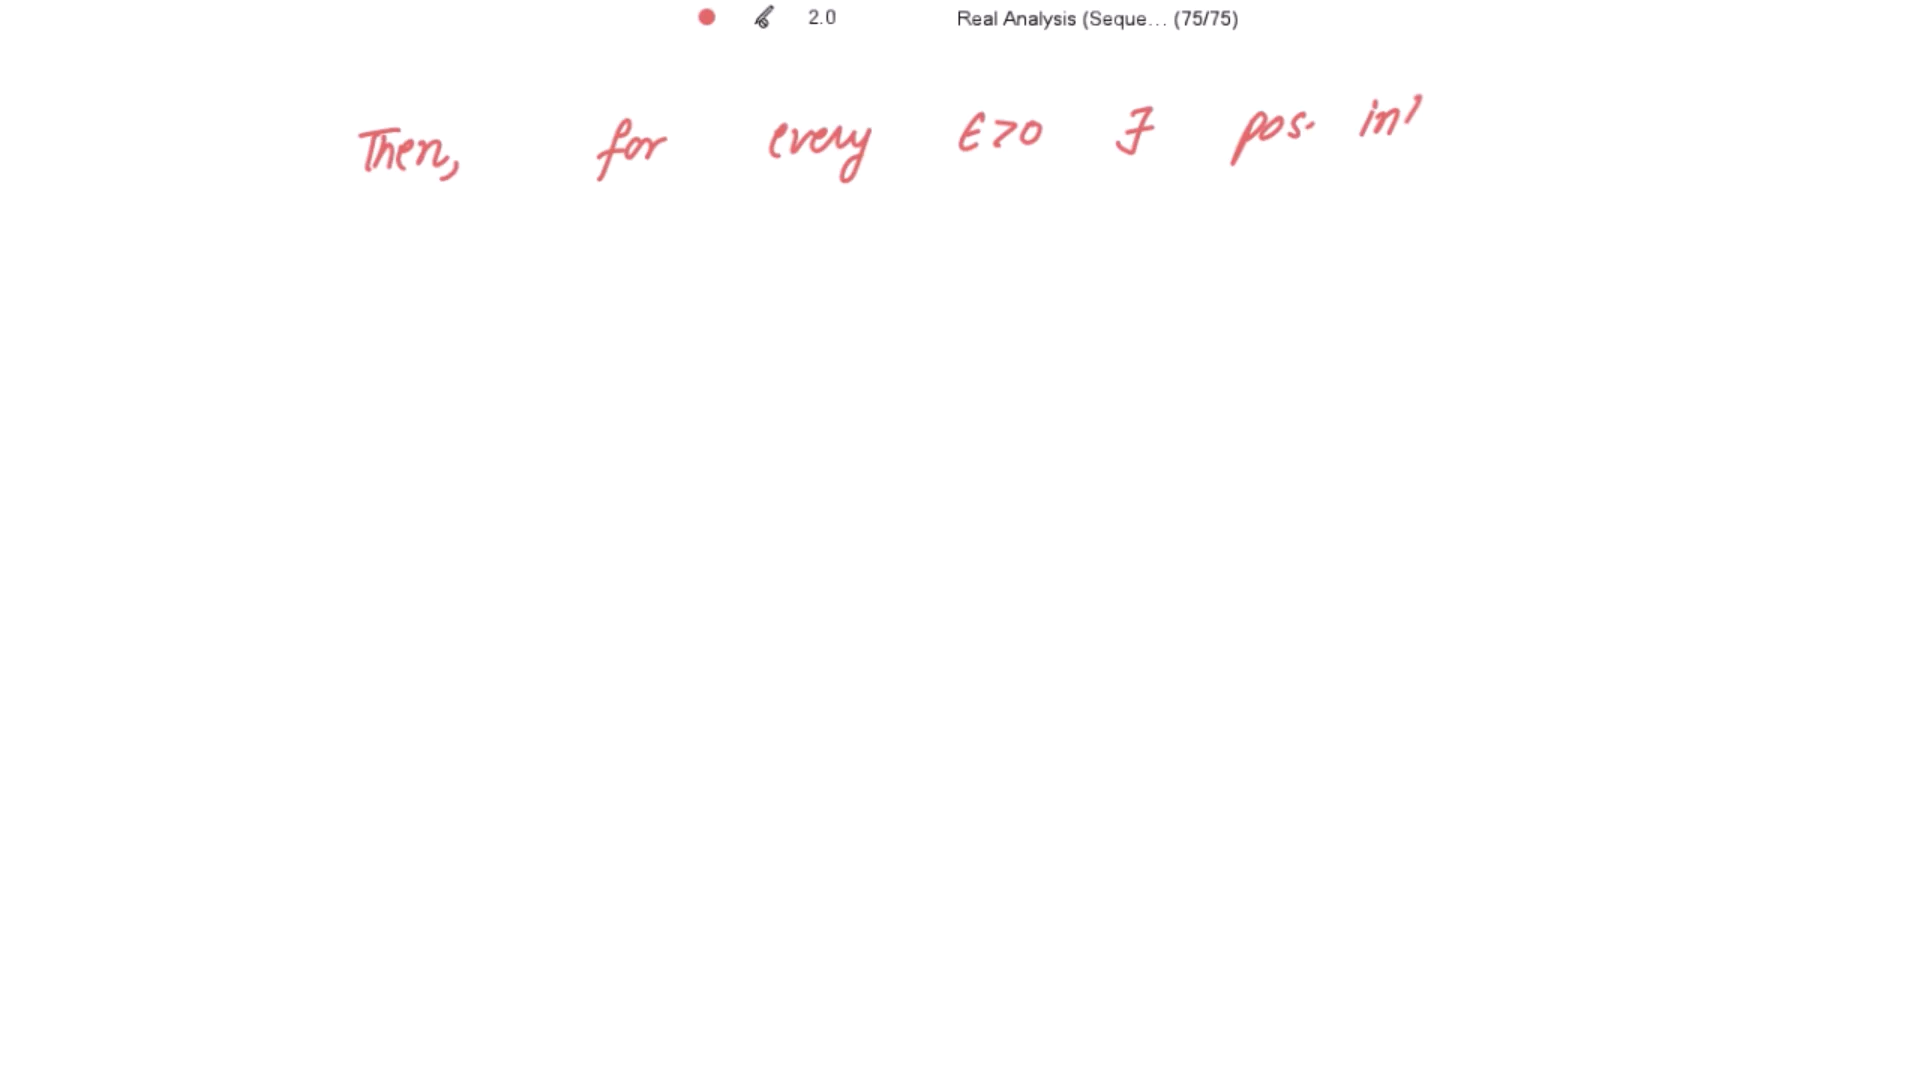 2.0 Real Analysis (Seque... (75/75)
Then, for every ε>0 ∃ pos. int